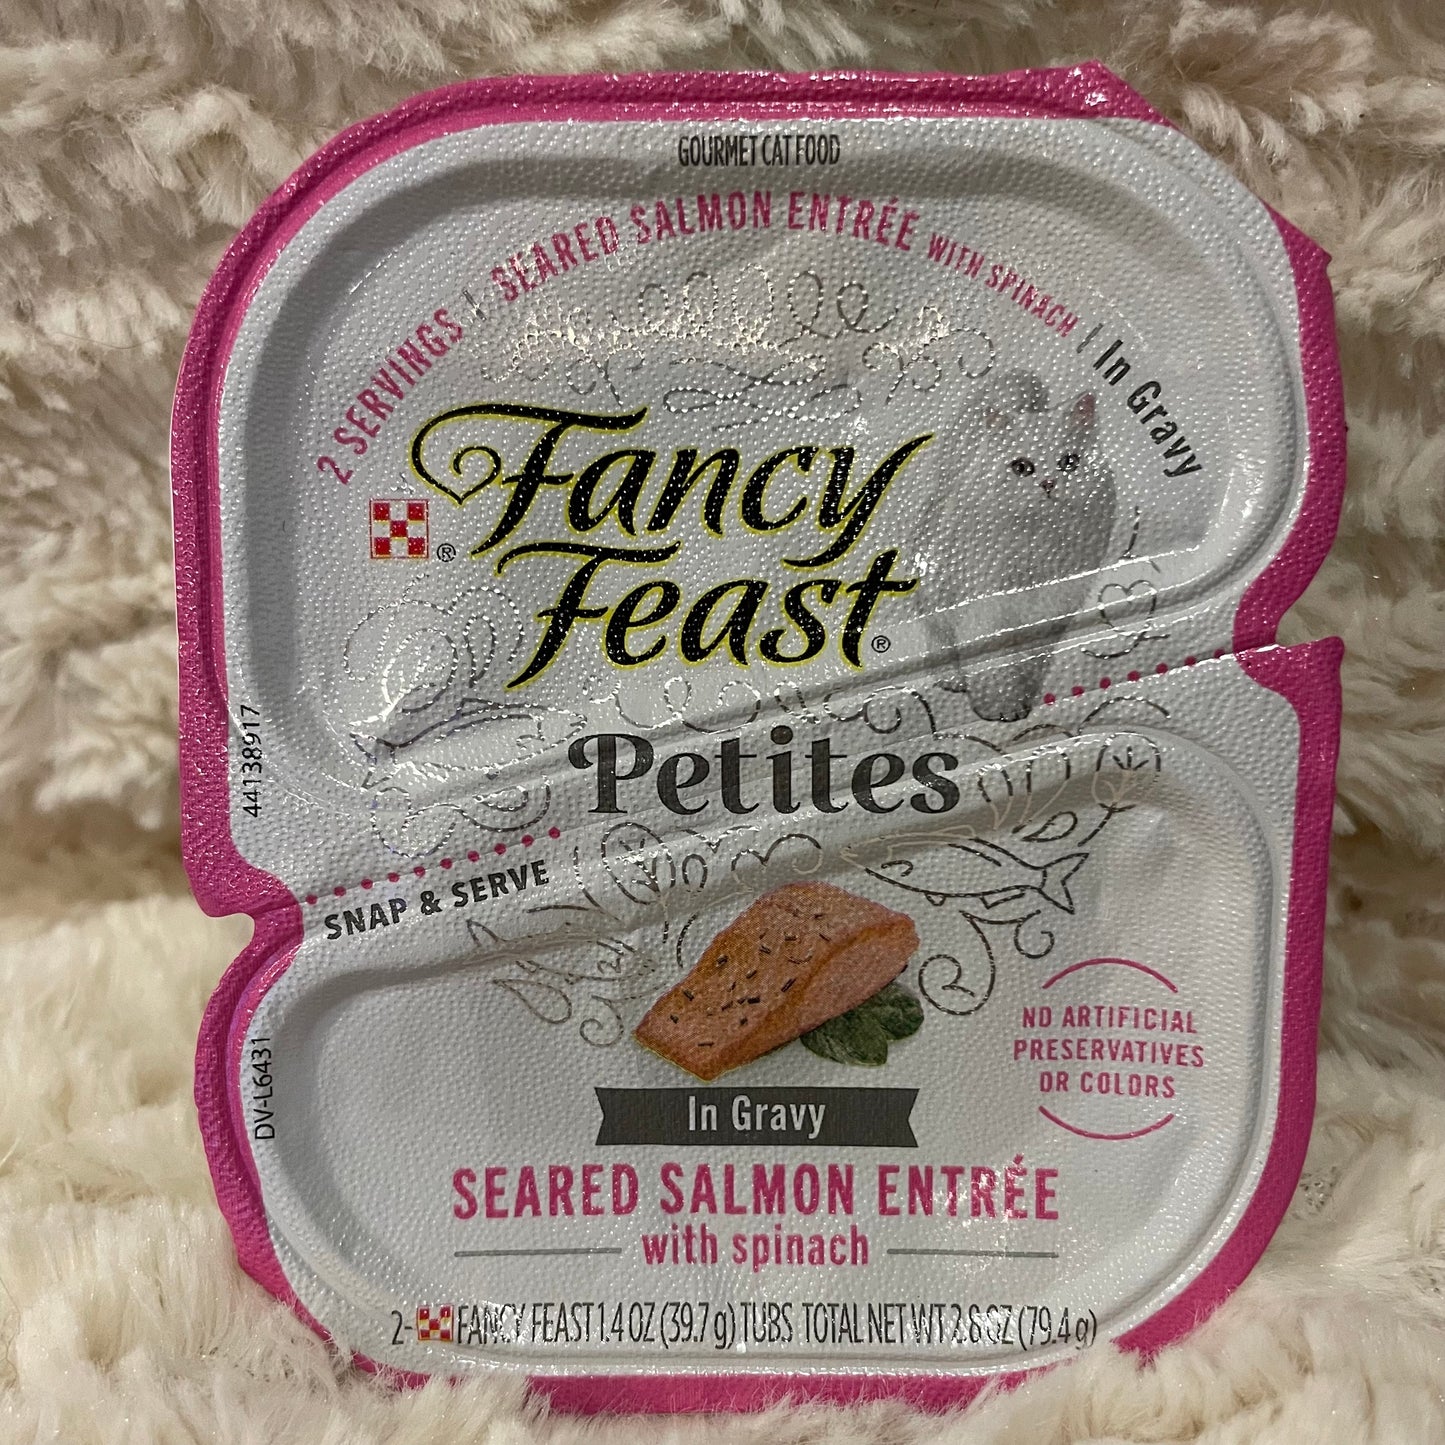 GOURMET CAT FOOD
2 SERVINGS | SEARED SALMON ENTRÉE WITH SPINACH | In Gravy
Fancy
Feast®
®
Petites
44138917
SNAP & SERVE
DV-L6431
NO ARTIFICIAL
PRESERVATIVES
OR COLORS
In Gravy
SEARED SALMON ENTRÉE
with spinach
2- FANCY FEAST 1.4 OZ (39.7 g) TUBS TOTAL NET WT 2.8 OZ (79.4 g)